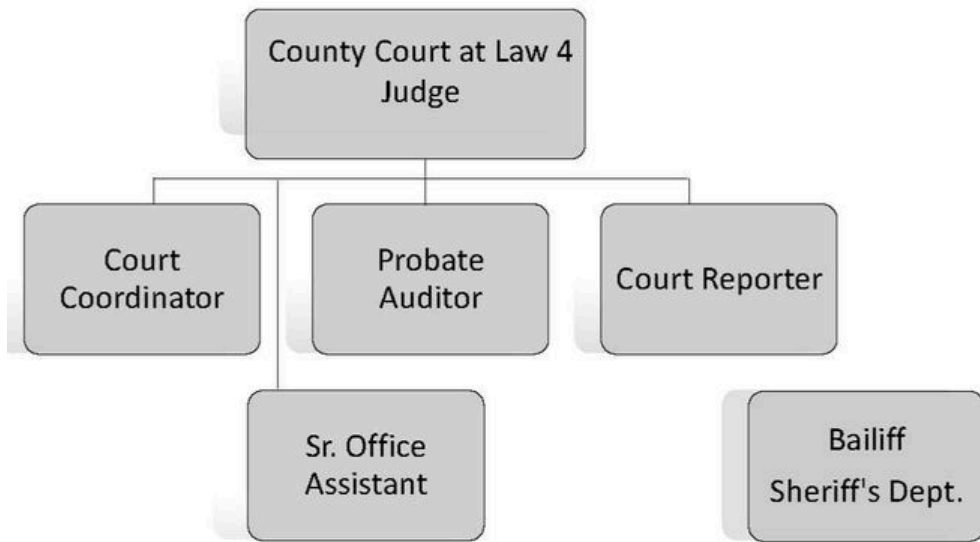 County Court at Law 4
Judge
Court
Coordinator
Probate
Auditor
Court Reporter
Sr. Office
Assistant
Bailiff
Sheriff's Dept.